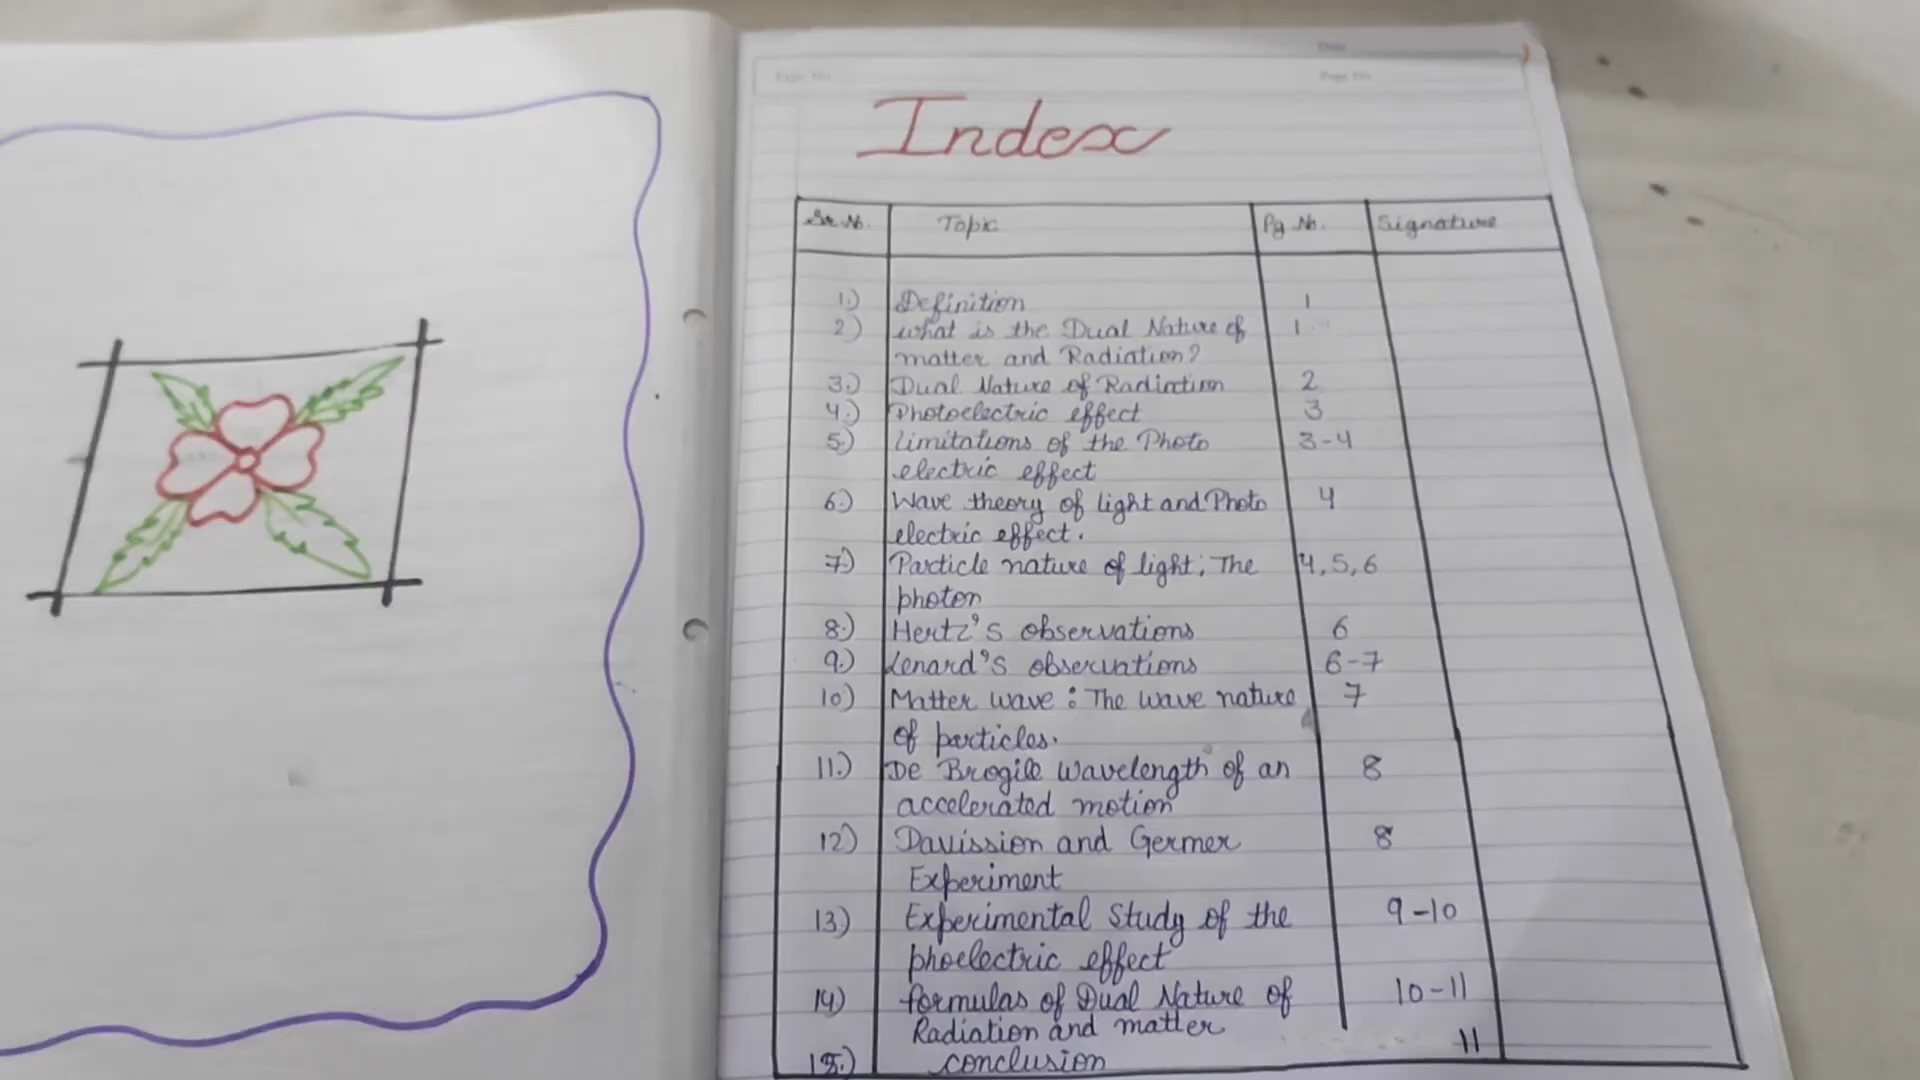 Date
Page No.
Page No.
Index
Sr. No. Topic Pg No. Signature
1.) Definition 1
2) what is the Dual Nature of 1
matter and Radiation?
3.) Dual Nature of Radiation 2
4.) Photoelectric effect 3
5.) Limitations of the Photo 3-4
electric effect
6.) Wave theory of light and Photo 4
electric effect.
7.) Particle nature of light; The 4,5,6
photon
8.) Hertz's observations 6
9.) Lenard's observations 6-7
10) Matter wave : The wave nature 7
of particles.
11.) De Brogile wavelength of an 8
accelerated motion
12) Davission and Germer 8
Experiment
13) Experimental Study of the 9-10
phoelectric effect
14) formulas of Dual Nature of 10-11
Radiation and matter
15.) conclusion 11